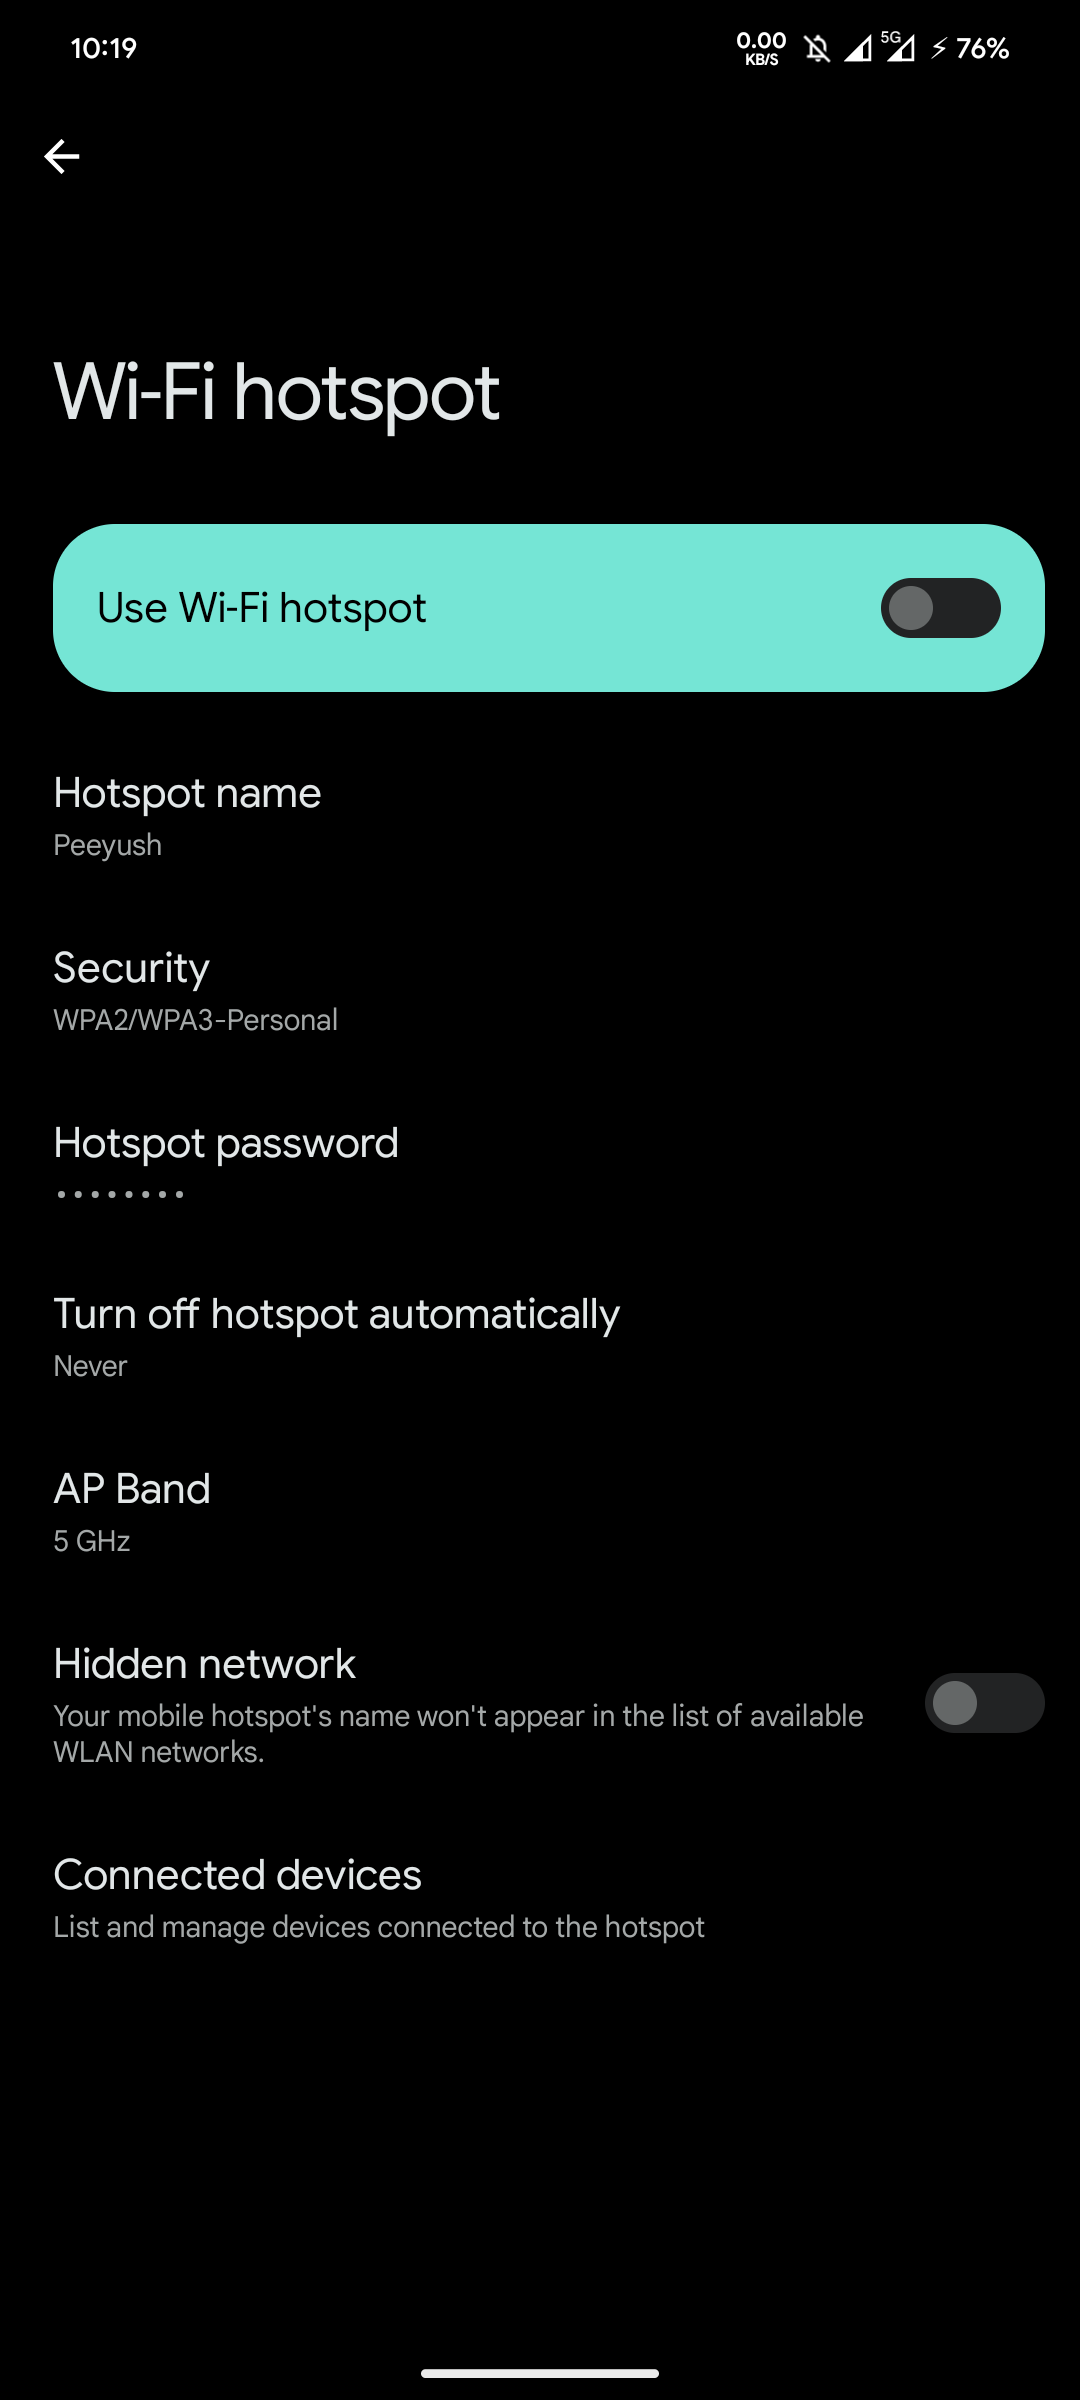 10:19
0.00
KB/S
5G
76%
Wi-Fi hotspot
Use Wi-Fi hotspot
Hotspot name
Peeyush
Security
WPA2/WPA3-Personal
Hotspot password
••••••••
Turn off hotspot automatically
Never
AP Band
5 GHz
Hidden network
Your mobile hotspot's name won't appear in the list of available
WLAN networks.
Connected devices
List and manage devices connected to the hotspot